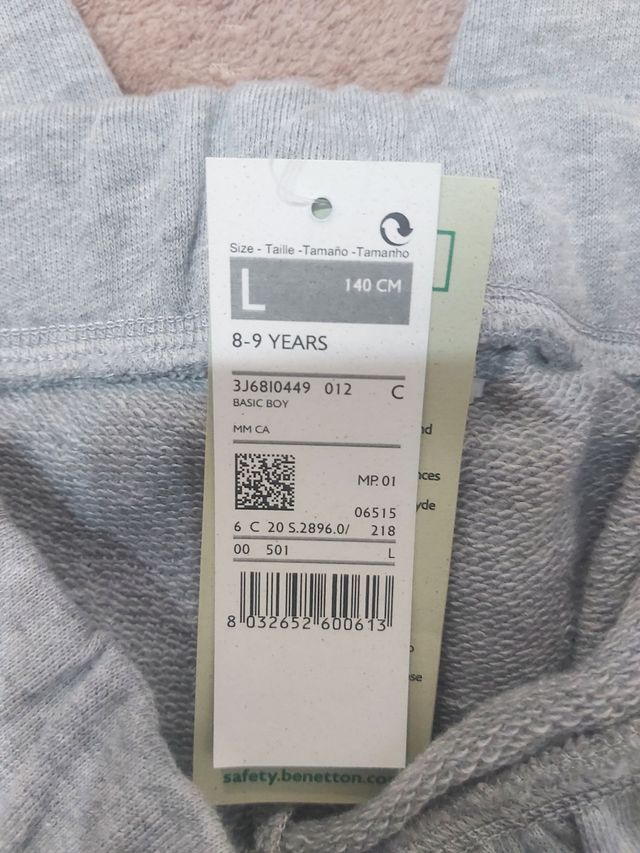 Size - Taille -Tamaño -Tamanho
L 140 CM
8-9 YEARS
3J68I0449 012 C
BASIC BOY
MM CA
MP. 01
06515
6 C 20 S.2896.0/ 218
00 501 L
8 032652 600613
safety.benetton.co